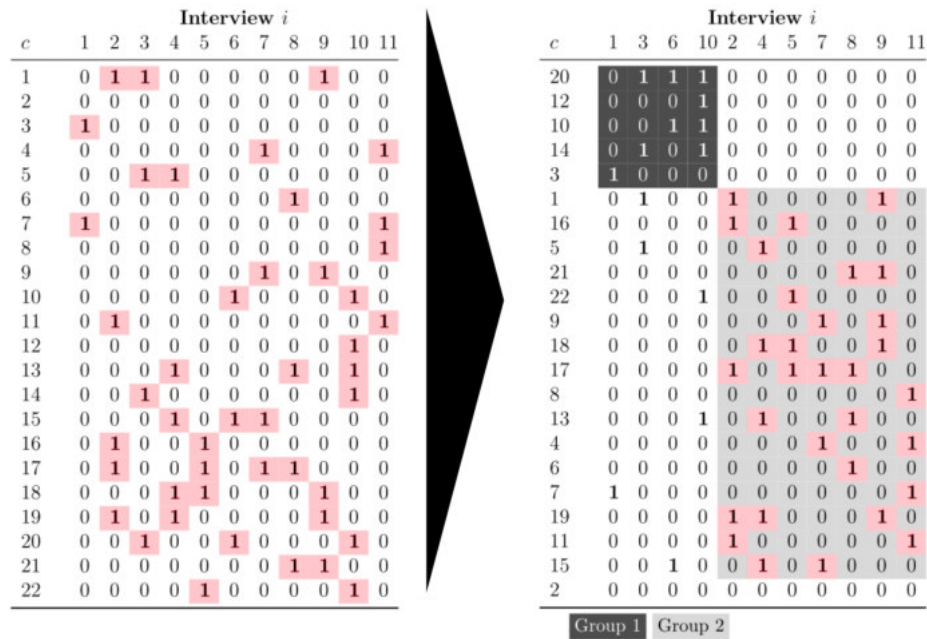 Interview i
c 1 2 3 4 5 6 7 8 9 10 11
1 0 1 1 0 0 0 0 0 1 0 0
2 0 0 0 0 0 0 0 0 0 0 0
3 1 0 0 0 0 0 0 0 0 0 0
4 0 0 0 0 0 0 1 0 0 0 1
5 0 0 1 1 0 0 0 0 0 0 0
6 0 0 0 0 0 0 0 1 0 0 0
7 1 0 0 0 0 0 0 0 0 0 1
8 0 0 0 0 0 0 0 0 0 0 1
9 0 0 0 0 0 0 1 0 1 0 0
10 0 0 0 0 0 1 0 0 0 1 0
11 0 1 0 0 0 0 0 0 0 0 1
12 0 0 0 0 0 0 0 0 0 1 0
13 0 0 0 1 0 0 0 1 0 1 0
14 0 0 1 0 0 0 0 0 0 1 0
15 0 0 0 1 0 1 1 0 0 0 0
16 0 1 0 0 1 0 0 0 0 0 0
17 0 1 0 0 1 0 1 1 0 0 0
18 0 0 0 1 1 0 0 0 1 0 0
19 0 1 0 1 0 0 0 0 1 0 0
20 0 0 1 0 0 1 0 0 0 1 0
21 0 0 0 0 0 0 0 1 1 0 0
22 0 0 0 0 1 0 0 0 0 1 0
Interview i
c 1 3 6 10 2 4 5 7 8 9 11
20 0 1 1 1 0 0 0 0 0 0 0
12 0 0 0 1 0 0 0 0 0 0 0
10 0 0 1 1 0 0 0 0 0 0 0
14 0 1 0 1 0 0 0 0 0 0 0
3 1 0 0 0 0 0 0 0 0 0 0
1 0 1 0 0 1 0 0 0 0 1 0
16 0 0 0 0 1 0 1 0 0 0 0
5 0 1 0 0 0 1 0 0 0 0 0
21 0 0 0 0 0 0 0 0 1 1 0
22 0 0 0 1 0 0 1 0 0 0 0
9 0 0 0 0 0 0 0 1 0 1 0
18 0 0 0 0 0 1 1 0 0 1 0
17 0 0 0 0 1 0 1 1 1 0 0
8 0 0 0 0 0 0 0 0 0 0 1
13 0 0 0 1 0 1 0 0 1 0 0
4 0 0 0 0 0 0 0 1 0 0 1
6 0 0 0 0 0 0 0 0 1 0 0
7 1 0 0 0 0 0 0 0 0 0 1
19 0 0 0 0 1 1 0 0 0 1 0
11 0 0 0 0 1 0 0 0 0 0 1
15 0 0 1 0 0 1 0 1 0 0 0
2 0 0 0 0 0 0 0 0 0 0 0
Group 1 Group 2